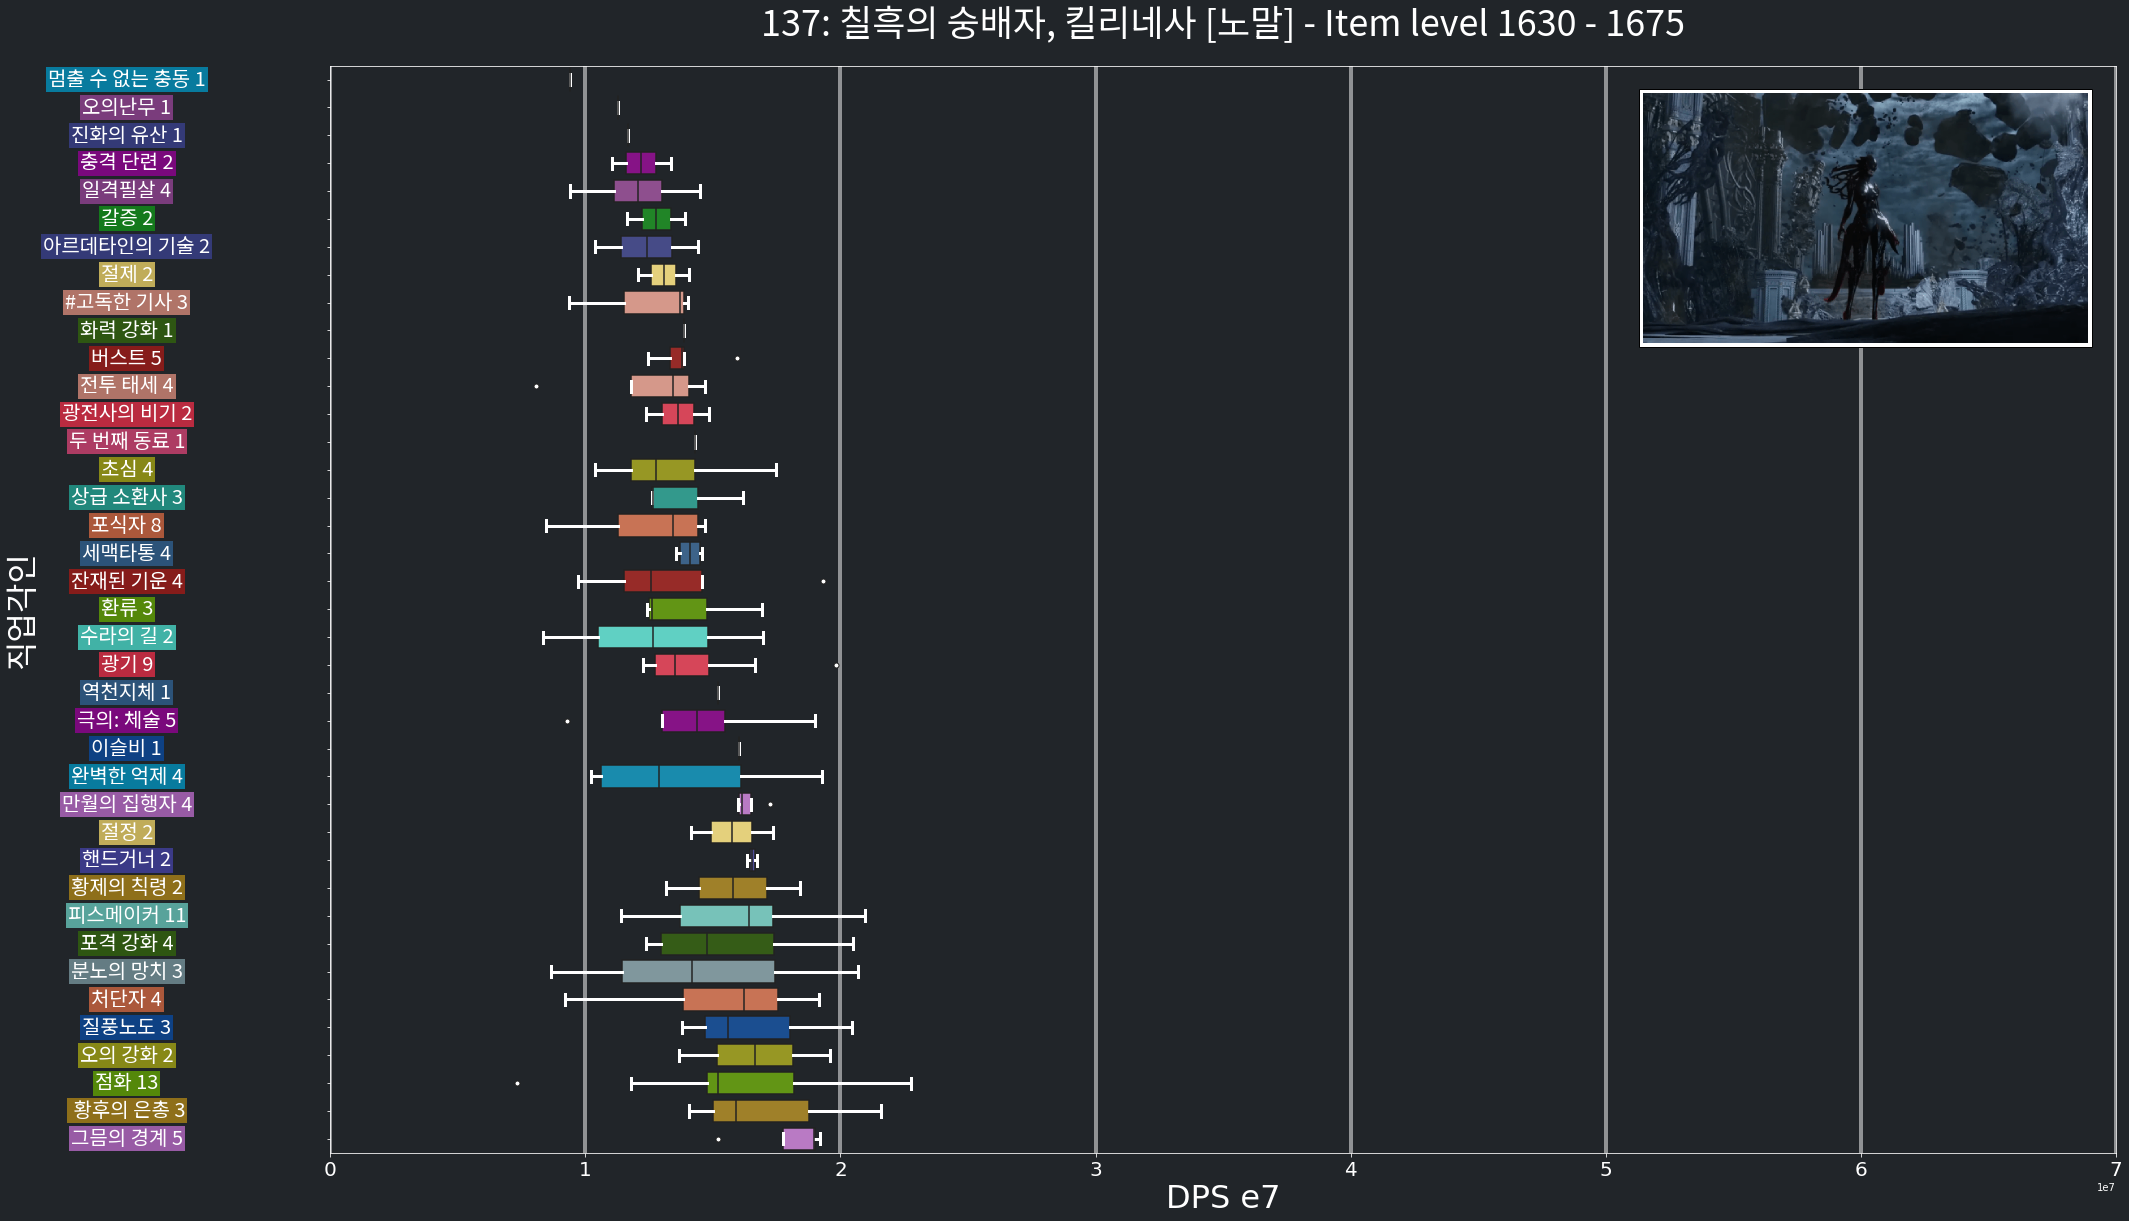 137: 칠흑의 숭배자, 킬리네사 [노말] - Item level 1630 - 1675
멈출 수 없는 충동 1
오의난무 1
진화의 유산 1
충격 단련 2
일격필살 4
갈증 2
아르데타인의 기술 2
절제 2
#고독한 기사 3
화력 강화 1
버스트 5
전투 태세 4
광전사의 비기 2
두 번째 동료 1
초심 4
상급 소환사 3
포식자 8
세맥타통 4
잔재된 기운 4
환류 3
수라의 길 2
광기 9
역천지체 1
극의: 체술 5
이슬비 1
완벽한 억제 4
만월의 집행자 4
절정 2
핸드거너 2
황제의 칙령 2
피스메이커 11
포격 강화 4
분노의 망치 3
처단자 4
질풍노도 3
오의 강화 2
점화 13
황후의 은총 3
그믐의 경계 5
직업각인
0 1 2 3 4 5 6 7
1e7
DPS e7